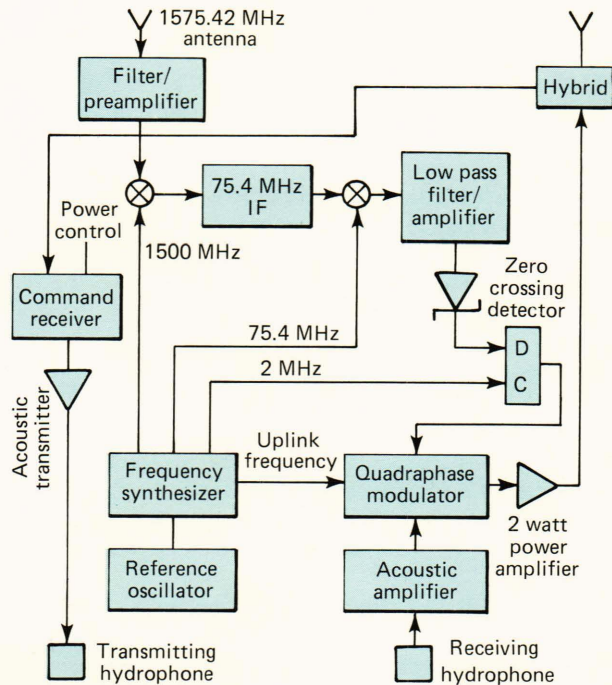 1575.42 MHz
antenna
Filter/
preamplifier
Hybrid
75.4 MHz
IF
Low pass
filter/
amplifier
Power
control
1500 MHz
Zero
crossing
detector
Command
receiver
75.4 MHz
D
2 MHz
C
Acoustic
transmitter
Uplink
frequency
Frequency
synthesizer
Quadraphase
modulator
2 watt
power
amplifier
Reference
oscillator
Acoustic
amplifier
Transmitting
hydrophone
Receiving
hydrophone